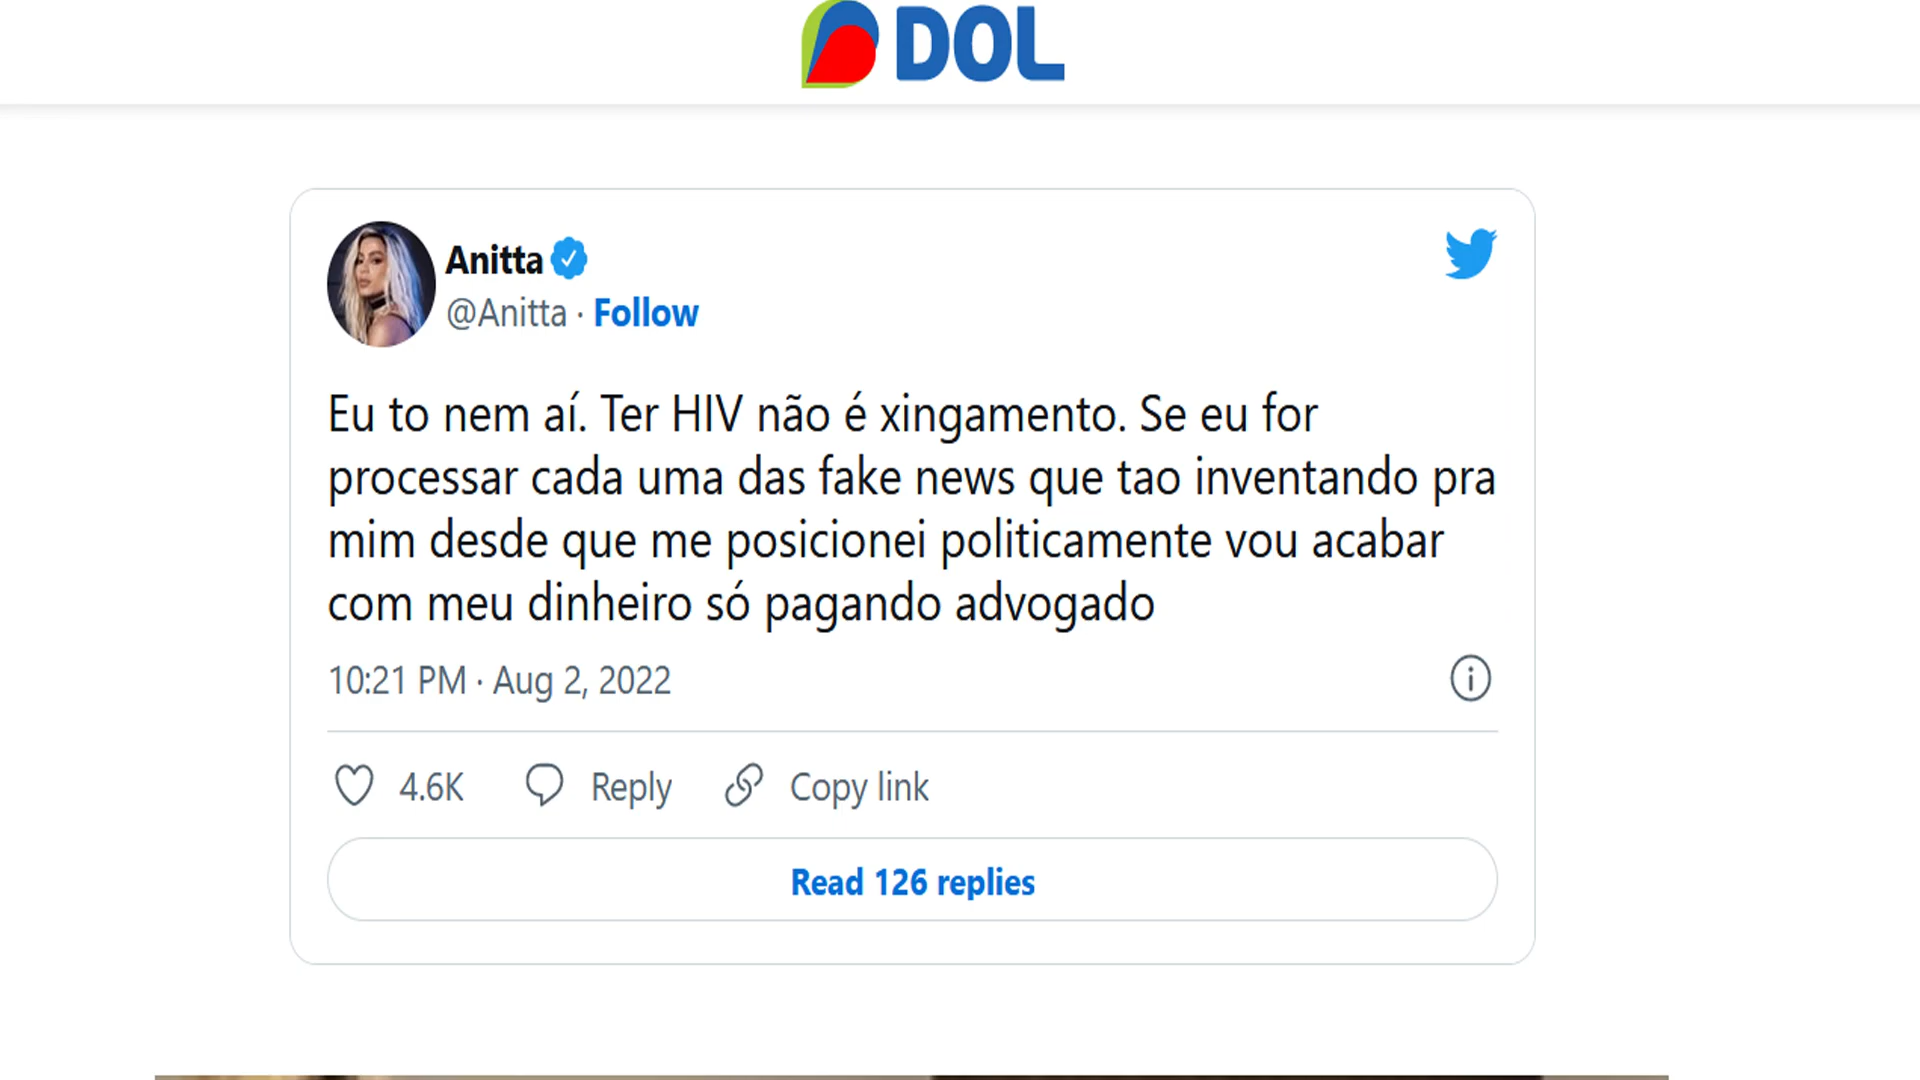 DOL
Anitta
@Anitta · Follow
Eu to nem aí. Ter HIV não é xingamento. Se eu for
processar cada uma das fake news que tao inventando pra
mim desde que me posicionei politicamente vou acabar
com meu dinheiro só pagando advogado
10:21 PM · Aug 2, 2022
4.6K Reply Copy link
Read 126 replies